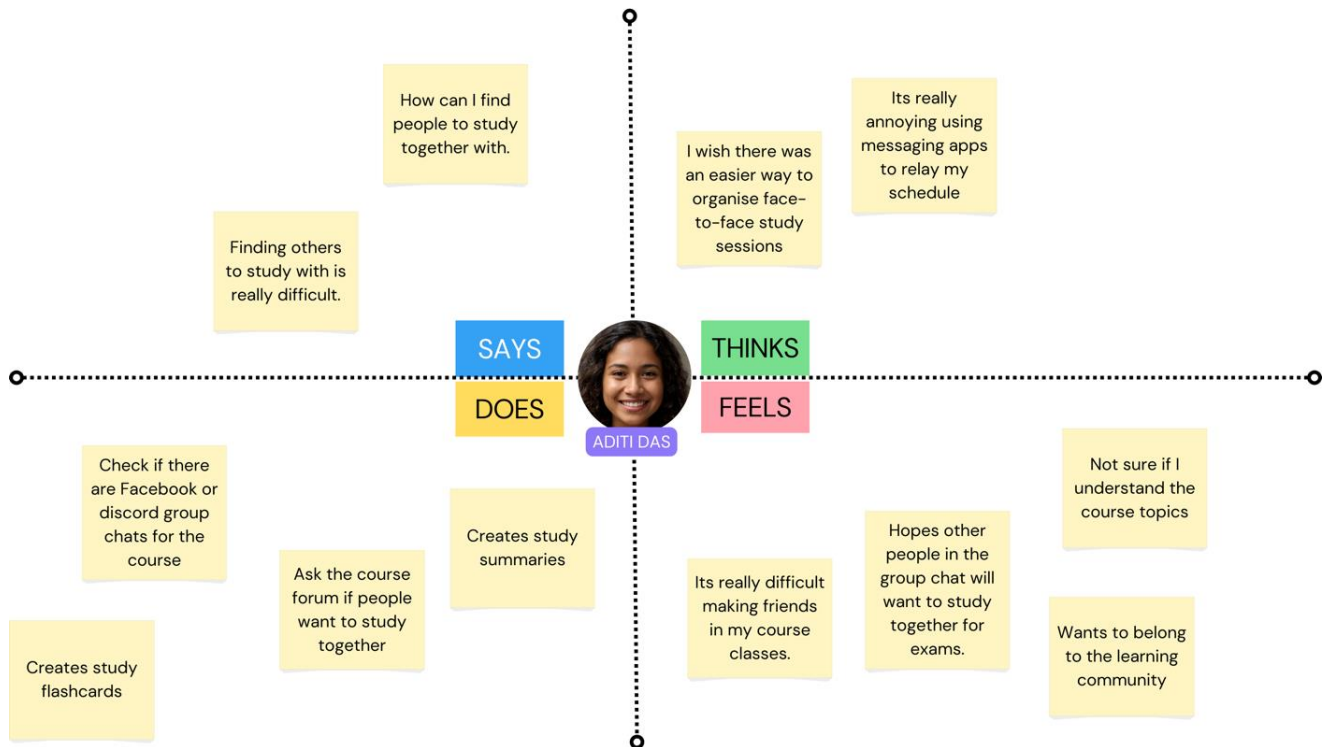 How can I find
people to study
together with.
Finding others
to study with is
really difficult.
I wish there was
an easier way to
organise face-
to-face study
sessions
Its really
annoying using
messaging apps
to relay my
schedule
SAYS
THINKS
DOES
FEELS
ADITI DAS
Check if there
are Facebook or
discord group
chats for the
course
Creates study
flashcards
Ask the course
forum if people
want to study
together
Creates study
summaries
Its really difficult
making friends
in my course
classes.
Hopes other
people in the
group chat will
want to study
together for
exams.
Not sure if I
understand the
course topics
Wants to belong
to the learning
community